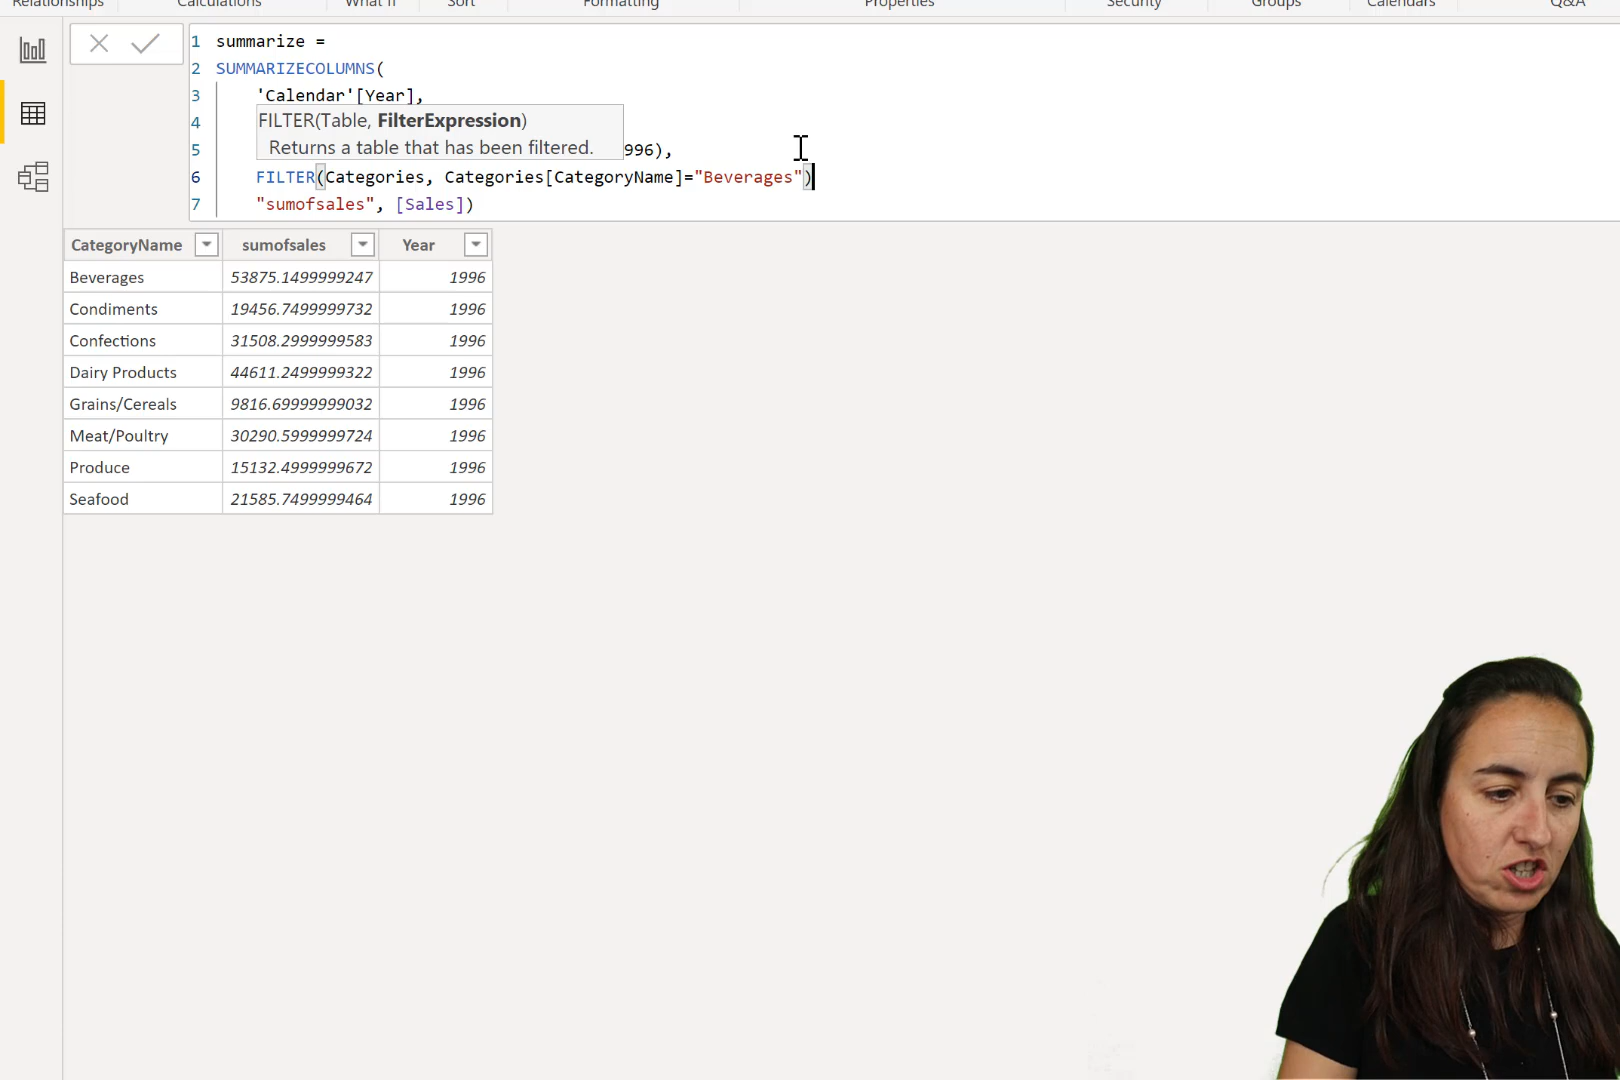 Relationships Calculations What if Sort Formatting Properties Security Groups Calendars Q&A
1 summarize =
2 SUMMARIZECOLUMNS(
3 'Calendar'[Year],
4
FILTER(Table, FilterExpression)
Returns a table that has been filtered.
5 996),
6 FILTER(Categories, Categories[CategoryName]="Beverages")
7 "sumofsales", [Sales])
CategoryName sumofsales Year
Beverages 53875.1499999247 1996
Condiments 19456.7499999732 1996
Confections 31508.2999999583 1996
Dairy Products 44611.2499999322 1996
Grains/Cereals 9816.69999999032 1996
Meat/Poultry 30290.5999999724 1996
Produce 15132.4999999672 1996
Seafood 21585.7499999464 1996